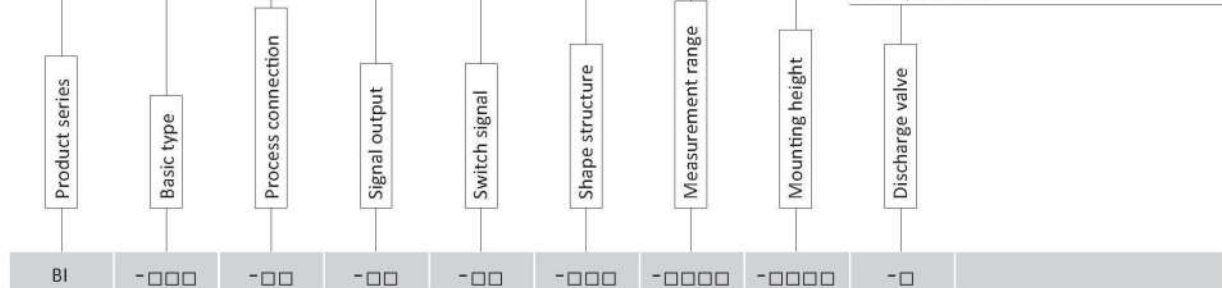 Product series
Basic type
Process connection
Signal output
Switch signal
Shape structure
Measurement range
Mounting height
Discharge valve
BI -□□□ -□□ -□□ -□□ -□□□ -□□□□ -□□□□ -□